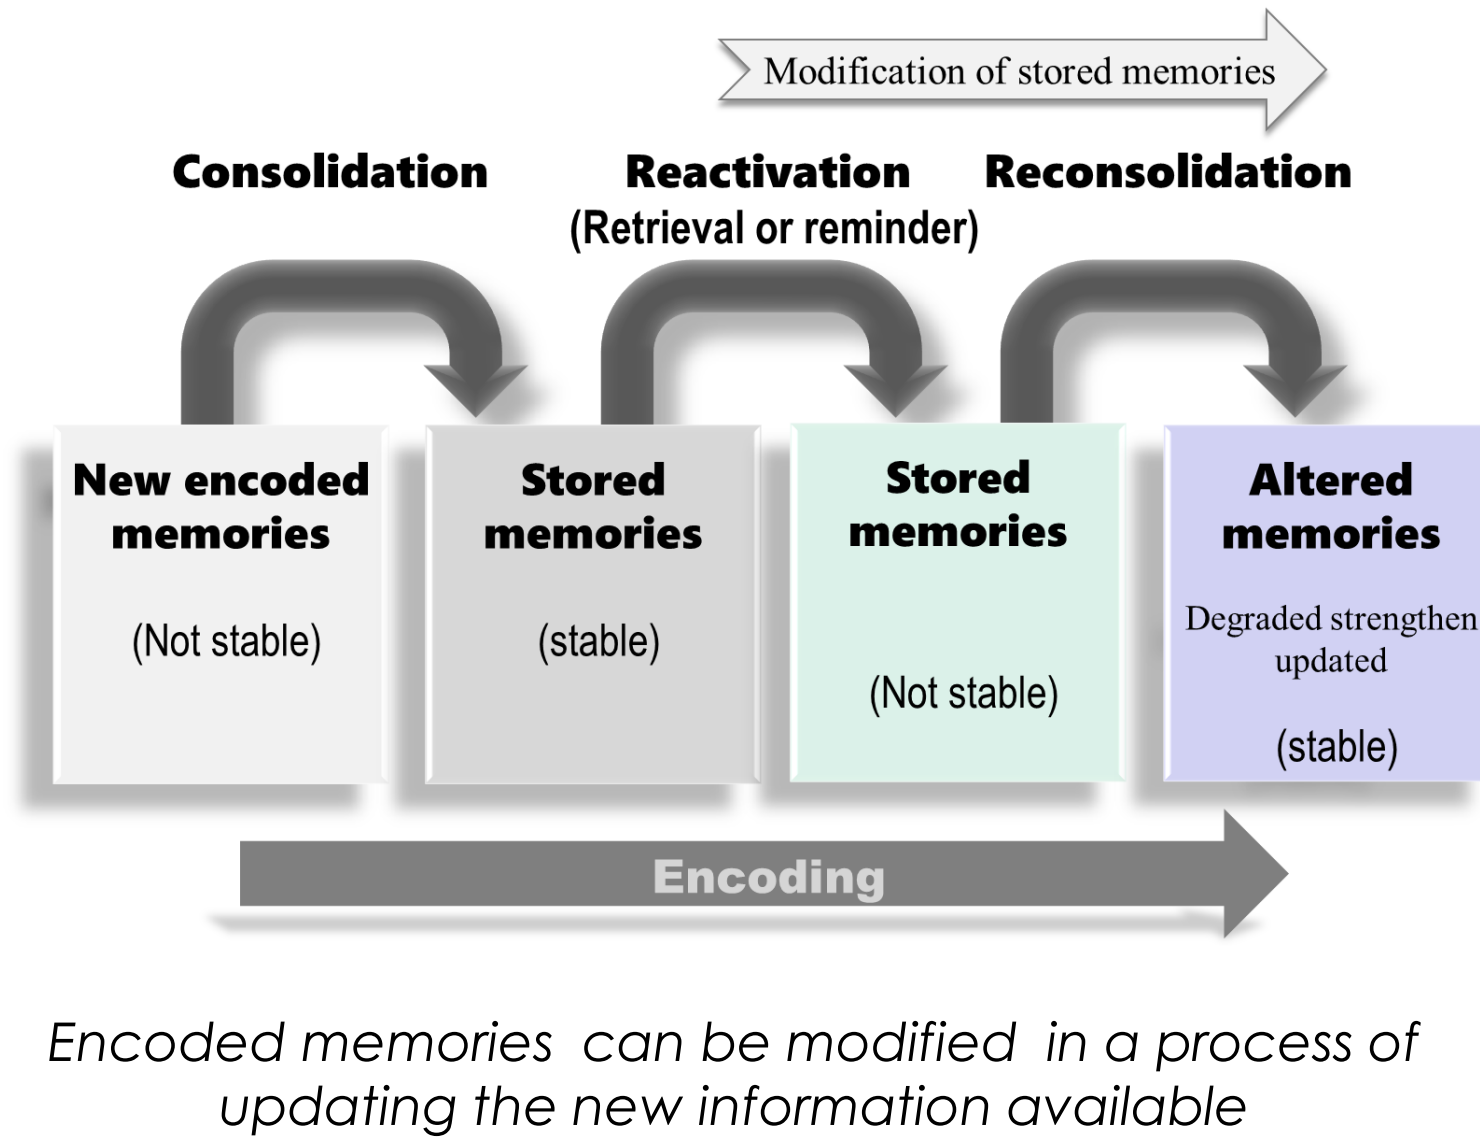 Modification of stored memories
Consolidation
Reactivation
(Retrieval or reminder)
Reconsolidation
New encoded
memories
(Not stable)
Stored
memories
(stable)
Stored
memories
(Not stable)
Altered
memories
Degraded strengthen
updated
(stable)
Encoding
Encoded memories can be modified in a process of
updating the new information available